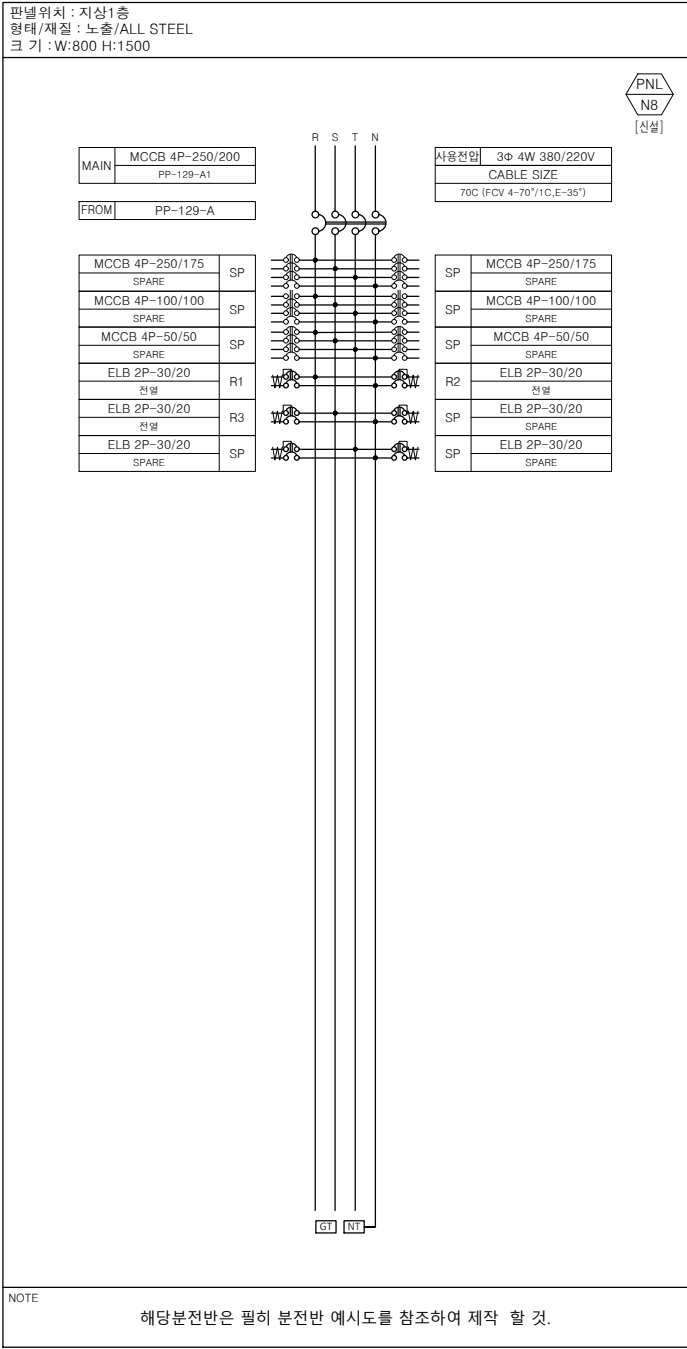 판넬위치 : 지상1층
형태/재질 : 노출/ALL STEEL
크 기 : W:800 H:1500
PNL
N8
[신설]
R S T N
MAIN MCCB 4P-250/200
PP-129-A1
FROM PP-129-A
사용전압 3Φ 4W 380/220V
CABLE SIZE
70C (FCV 4-70°/1C,E-35°)
MCCB 4P-250/175
SPARE
SP
MCCB 4P-100/100
SPARE
SP
MCCB 4P-50/50
SPARE
SP
ELB 2P-30/20
전열
R1
ELB 2P-30/20
전열
R3
ELB 2P-30/20
SPARE
SP
SP
MCCB 4P-250/175
SPARE
SP
MCCB 4P-100/100
SPARE
SP
MCCB 4P-50/50
SPARE
R2
ELB 2P-30/20
전열
SP
ELB 2P-30/20
SPARE
SP
ELB 2P-30/20
SPARE
GT NT
NOTE
해당분전반은 필히 분전반 예시도를 참조하여 제작 할 것.